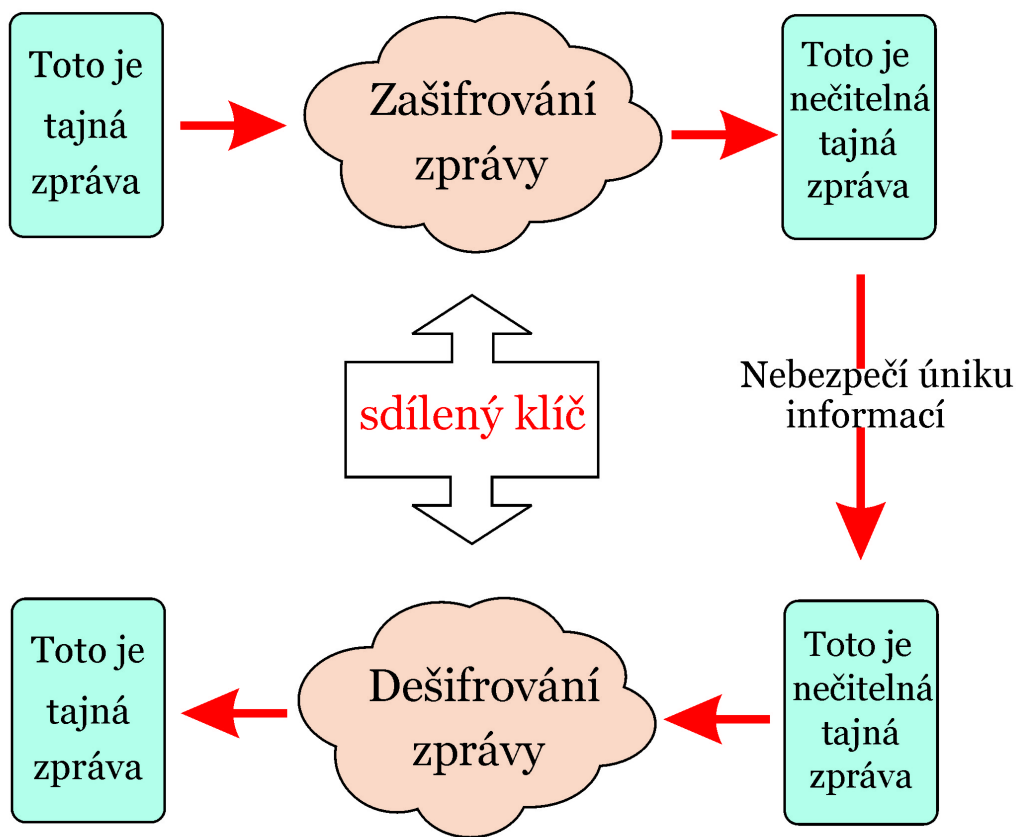 Toto je
tajná
zpráva
Zašifrování
zprávy
Toto je
nečitelná
tajná
zpráva
sdílený klíč
Nebezpečí úniku
informací
Toto je
tajná
zpráva
Dešifrování
zprávy
Toto je
nečitelná
tajná
zpráva